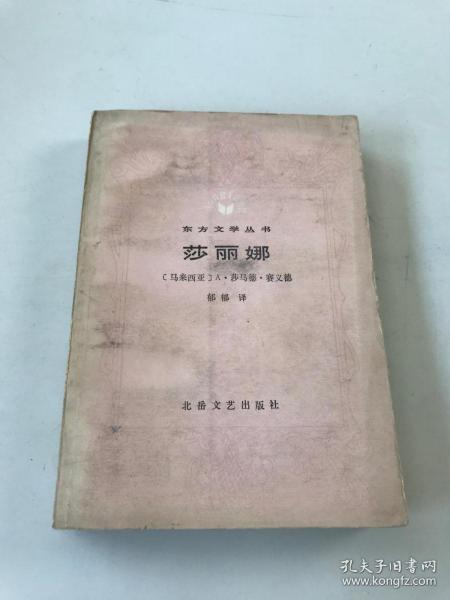 东方文学丛书
莎丽娜
〔马来西亚〕A·莎马德·赛义德
郁郁 译
北岳文艺出版社
孔夫子旧书网
www.kongfz.com